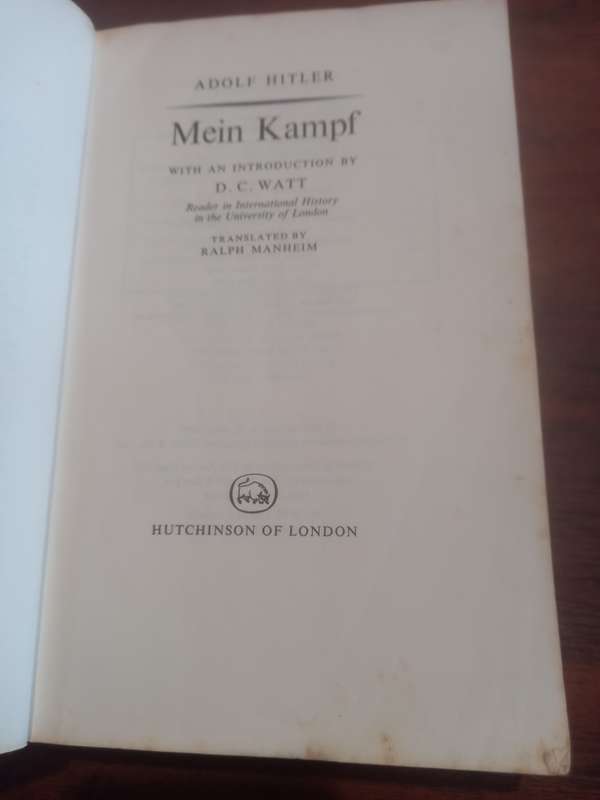 ADOLF HITLER
Mein Kampf
WITH AN INTRODUCTION BY
D. C. WATT
Reader in International History
in the University of London
TRANSLATED BY
RALPH MANHEIM
HUTCHINSON OF LONDON